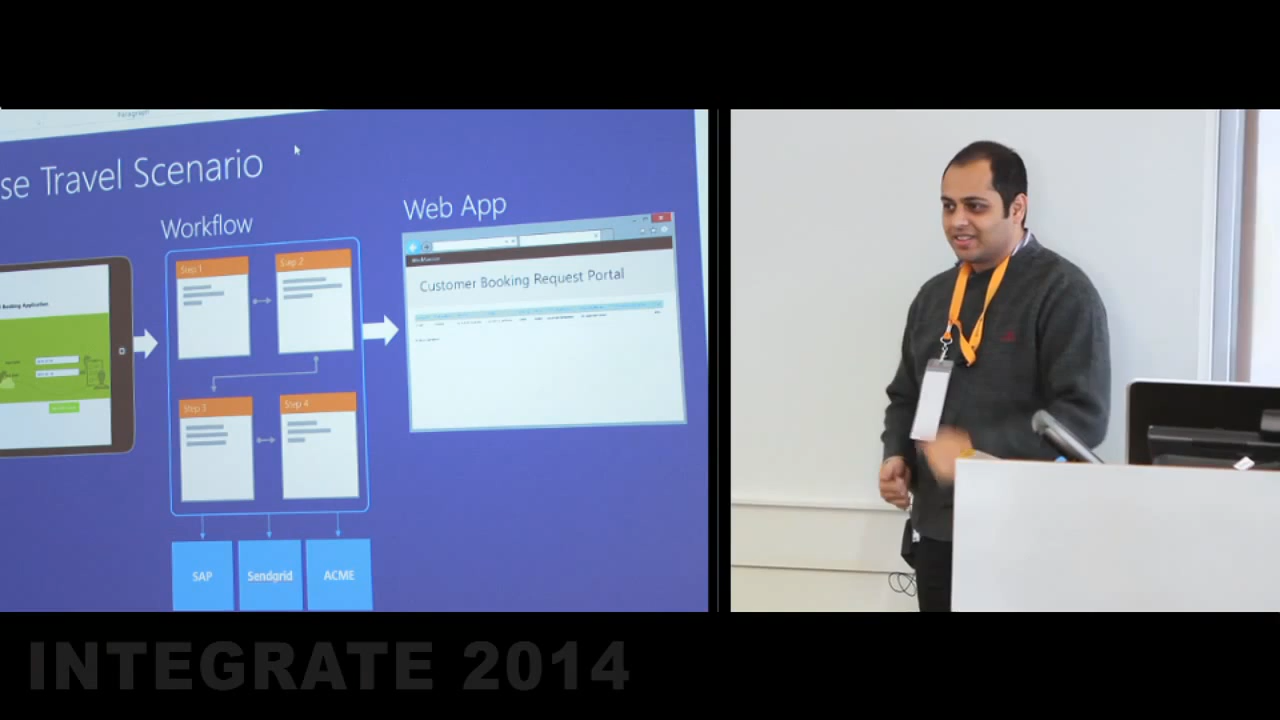 Paragraph
se Travel Scenario
Workflow
Web App
Step 1
Step 2
Customer Booking Request Portal
Booking Application
Step 3
Step 4
SAP
Sendgrid
ACME
INTEGRATE 2014